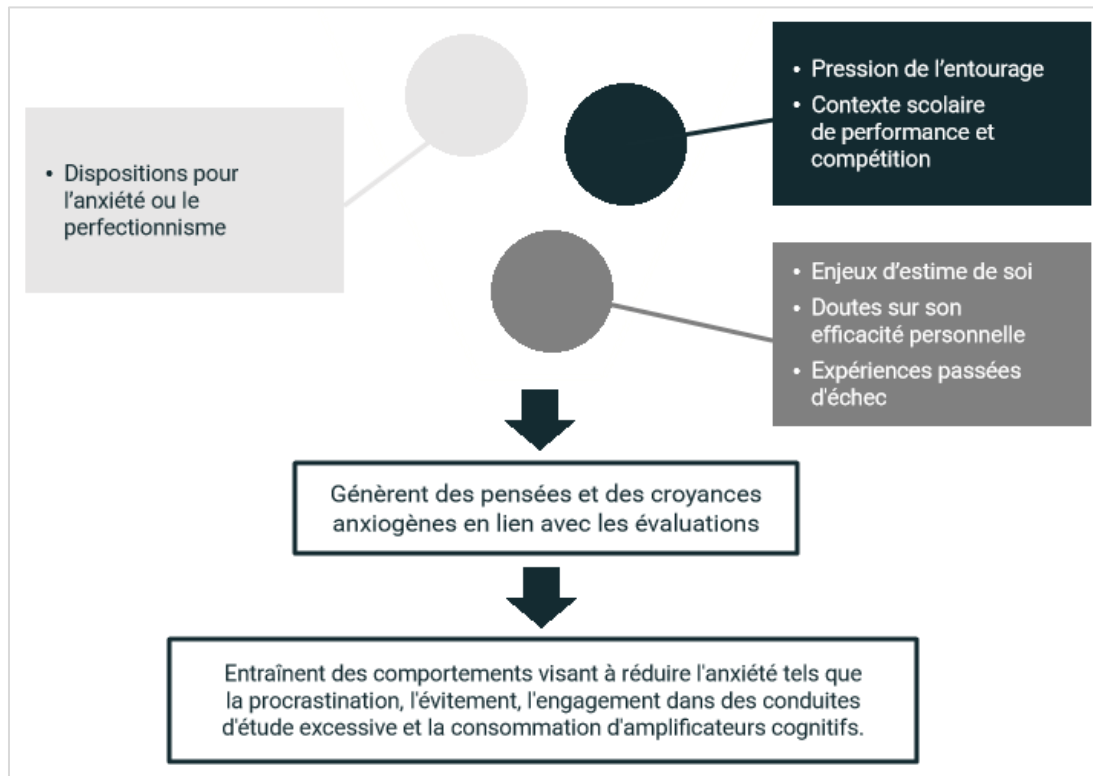 • Dispositions pour
l’anxiété ou le
perfectionnisme
• Pression de l’entourage
• Contexte scolaire
de performance et
compétition
• Enjeux d’estime de soi
• Doutes sur son
efficacité personnelle
• Expériences passées
d'échec
Génèrent des pensées et des croyances
anxiogènes en lien avec les évaluations
Entraînent des comportements visant à réduire l'anxiété tels que
la procrastination, l'évitement, l'engagement dans des conduites
d'étude excessive et la consommation d'amplificateurs cognitifs.